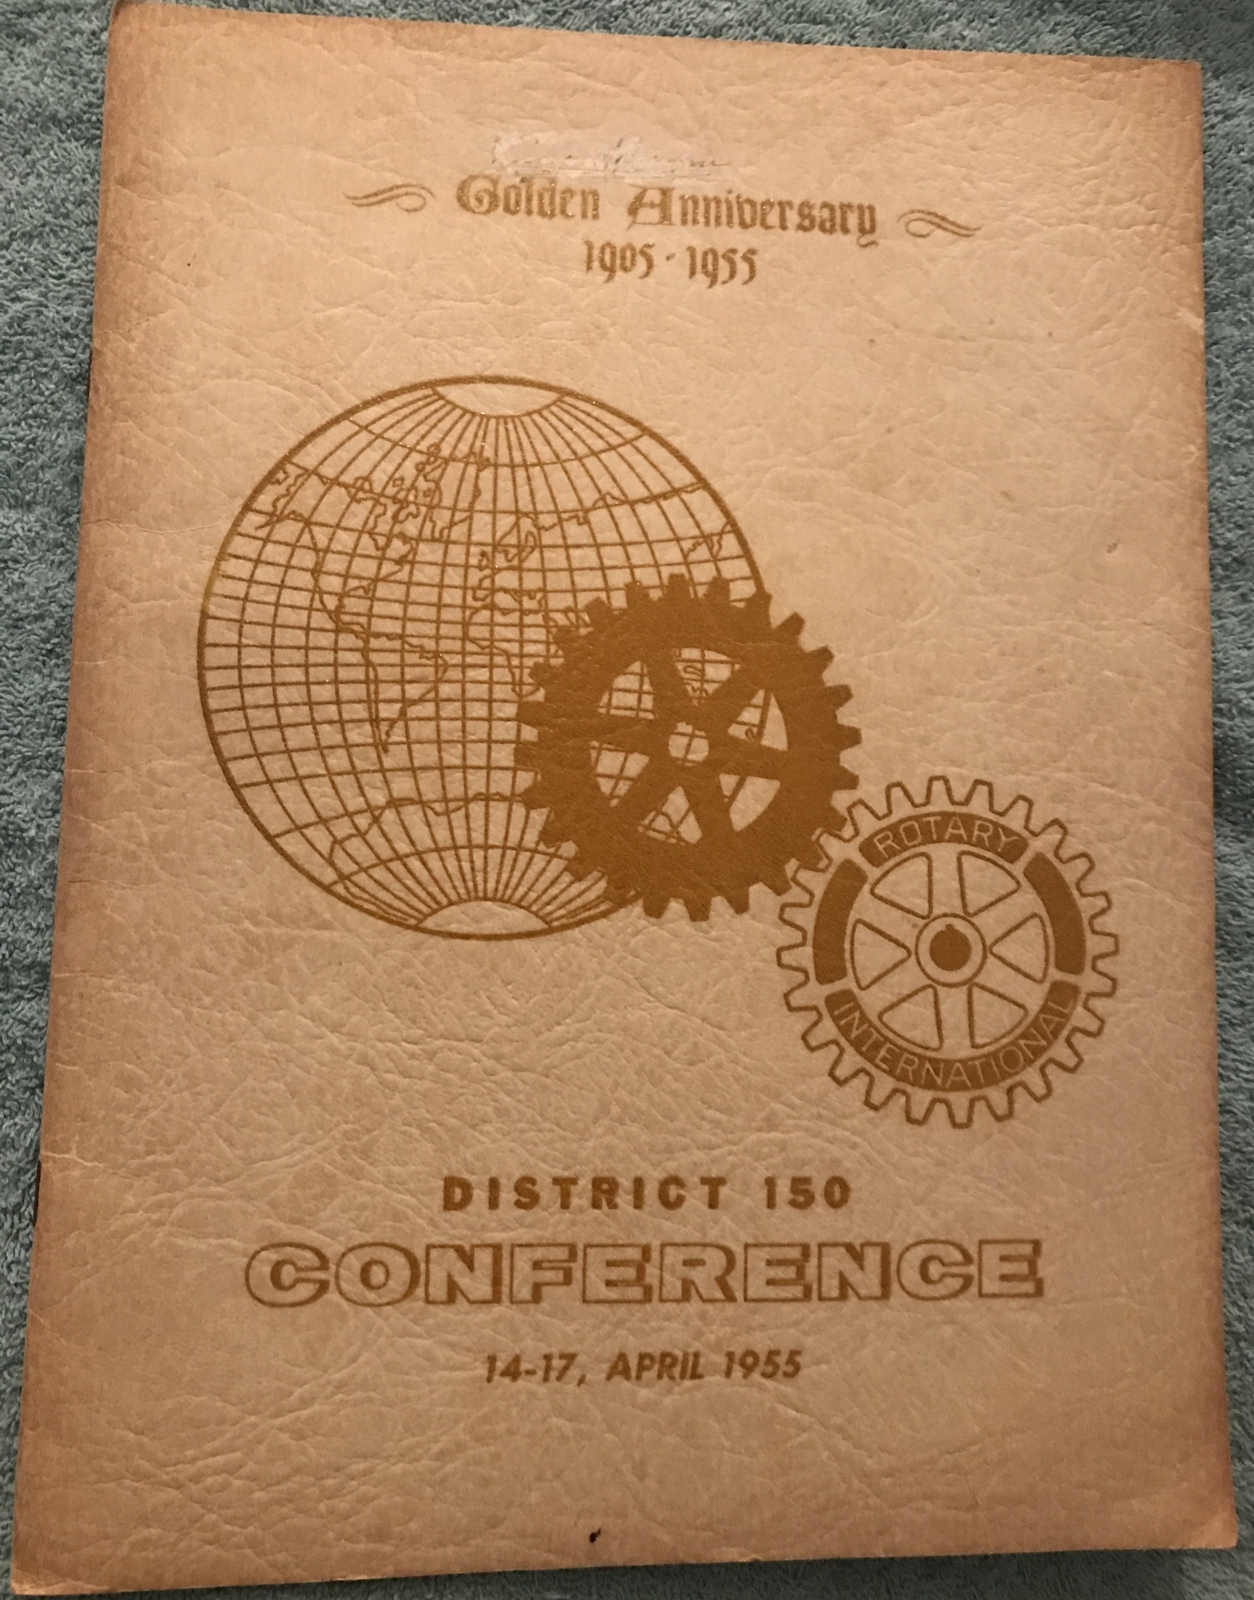 Golden Anniversary
1905 - 1955
ROTARY
INTERNATIONAL
DISTRICT 150
CONFERENCE
14-17, APRIL 1955